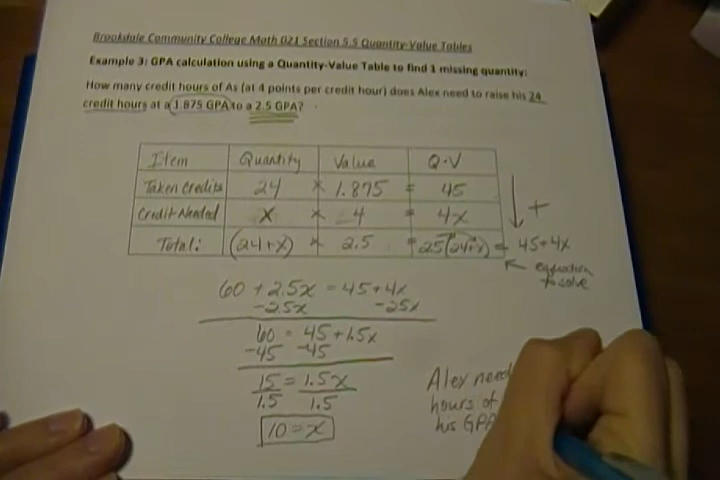 Brookdale Community College Math 021 Section 5.5 Quantity-Value Tables
Example 3: GPA calculation using a Quantity-Value Table to find 1 missing quantity:
How many credit hours of As (at 4 points per credit hour) does Alex need to raise his 24
credit hours at a 1.875 GPA to a 2.5 GPA?
Item Quantity Value Q·V
Taken Credits 24 × 1.875 = 45
Credit Needed x × 4 = 4x
Total: (24+x) × 2.5 = 2.5(24+x) = 45+4x
+
equation
to solve
60 + 2.5x = 45+4x
-2.5x -2.5x
60 = 45 + 1.5x
-45 -45
15 = 1.5x
1.5 1.5
10 = x
Alex need
hours of
his GPA